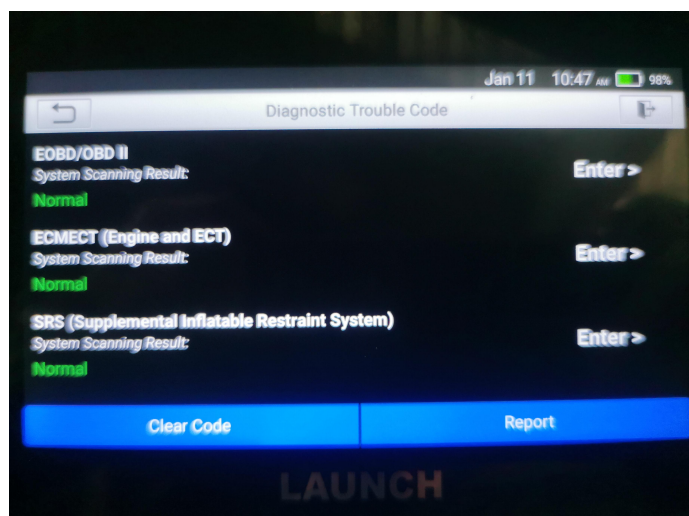 Jan 11 10:47 AM 98%
Diagnostic Trouble Code
EOBD/OBD II
System Scanning Result:
Enter >
Normal
ECMECT (Engine and ECT)
System Scanning Result:
Enter >
Normal
SRS (Supplemental Inflatable Restraint System)
System Scanning Result:
Enter >
Normal
Clear Code
Report
LAUNCH